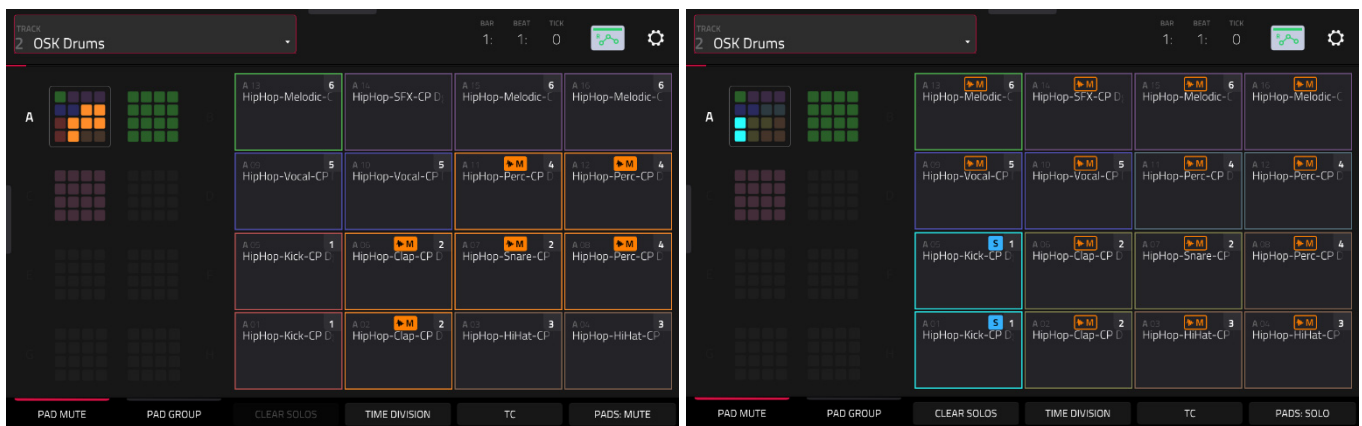 TRACK
2 OSK Drums
BAR BEAT TICK
1: 1: 0
A
A 13 6
HipHop-Melodic-C
A 14
HipHop-SFX-CP D
A 15 6
HipHop-Melodic-C
A 16 6
HipHop-Melodic-C
A 09 5
HipHop-Vocal-CP
A 10 5
HipHop-Vocal-CP
A 11 M 4
HipHop-Perc-CP D
A 12 M 4
HipHop-Perc-CP D
A 05 1
HipHop-Kick-CP D
A 06 M 2
HipHop-Clap-CP D
A 07 M 2
HipHop-Snare-CP
A 08 M 4
HipHop-Perc-CP D
A 01 1
HipHop-Kick-CP D
A 02 M 2
HipHop-Clap-CP D
A 03 3
HipHop-HiHat-CP
A 04 3
HipHop-HiHat-CP
PAD MUTE PAD GROUP CLEAR SOLOS TIME DIVISION TC PADS: MUTE
TRACK
2 OSK Drums
BAR BEAT TICK
1: 1: 0
A
A 13 M 6
HipHop-Melodic-C
A 14 M
HipHop-SFX-CP D
A 15 M 6
HipHop-Melodic-C
A 16 M 6
HipHop-Melodic-C
A 09 M 5
HipHop-Vocal-CP
A 10 M 5
HipHop-Vocal-CP
A 11 M 4
HipHop-Perc-CP D
A 12 M 4
HipHop-Perc-CP D
A 05 S 1
HipHop-Kick-CP D
A 06 M 2
HipHop-Clap-CP D
A 07 M 2
HipHop-Snare-CP
A 08 M 4
HipHop-Perc-CP D
A 01 S 1
HipHop-Kick-CP D
A 02 M 2
HipHop-Clap-CP D
A 03 M 3
HipHop-HiHat-CP
A 04 M 3
HipHop-HiHat-CP
PAD MUTE PAD GROUP CLEAR SOLOS TIME DIVISION TC PADS: SOLO